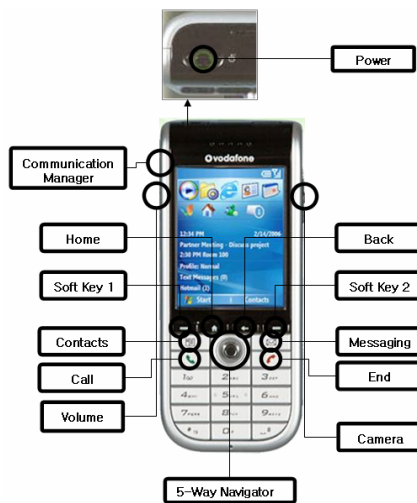 Power
vodafone
Communication
Manager
12:34 PM 2/14/2006
Partner Meeting - Discuss project
2:30 PM Room 100
Profile: Normal
Text Messages (0)
Hotmail (2)
Start Contacts
Home
Back
Soft Key 1
Soft Key 2
Contacts
Messaging
Call
End
Volume
Camera
5-Way Navigator